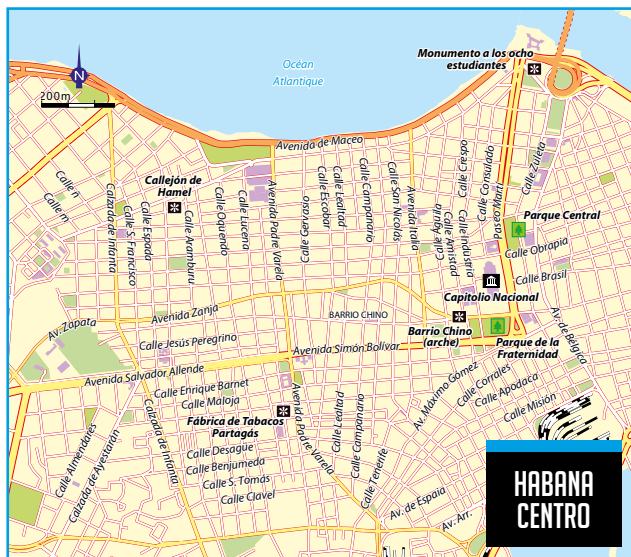 Monumento a los ocho
estudiantes
Océan
Atlantique
N
200m
Avenida de Maceo
Callejón de
Hamel
Calle n
Calle m
Calzada de Infanta
Calle S. Francisco
Calle Espada
Calle Aramburu
Calle Oquendo
Calle Lucena
Avenida Padre Varela
Calle Gervaso
Calle Escobar
Calle Lealtad
Calle Campanario
Calle San Nicolás
Avenida Italia
Calle Aguila
Calle Amistad
Calle Industria
Calle Crespo
Calle Consulado
Paseo Martí
Calle Zulueta
Parque Central
Calle Obrapia
Calle Brasil
Capitolio Nacional
Av. Zapata
Avenida Zanja
BARRIO CHINO
Barrio Chino
(arche)
Parque de la
Fraternidad
Av. de Bélgica
Calle Jesús Peregrino
Avenida Simón Bolívar
Avenida Salvador Allende
Calle Enrique Barnet
Calle Maloja
Fábrica de Tabacos
Partagás
Av. Máximo Gómez
Calle Corrales
Calle Apodaca
Calle Misión
Calle Almendales
Calzada de Ayestarán
Calzada de Infanta
Calle Desagüe
Calle Benjumeda
Calle S. Tomás
Calle Clavel
Avenida Padre Varela
Calle Lealtad
Calle Campanario
Calle Tenerife
Av. de Espaia
Av. Arr.
HABANA
CENTRO